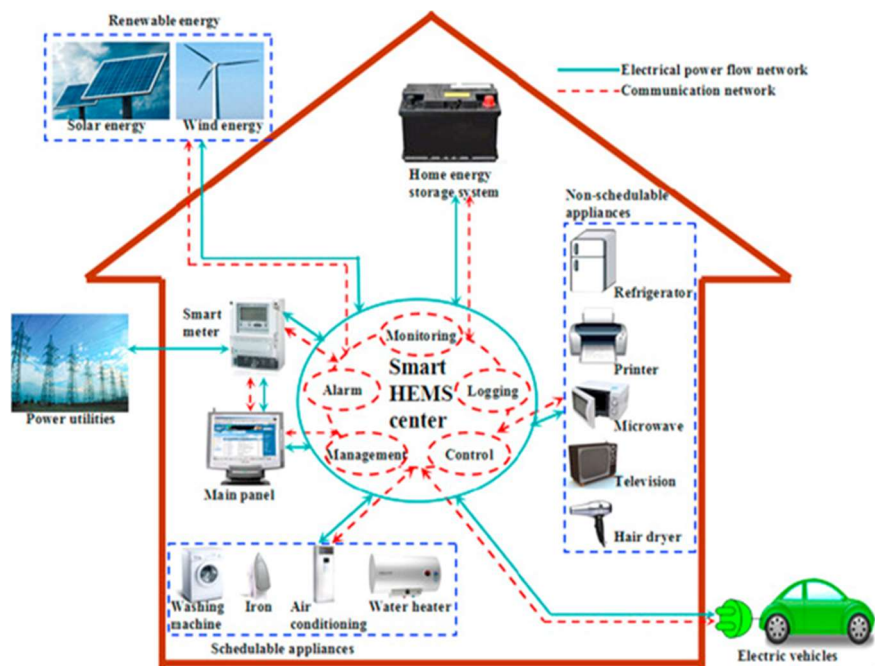 Renewable energy
Solar energy
Wind energy
Electrical power flow network
Communication network
Home energy
storage system
Non-schedulable
appliances
Refrigerator
Printer
Microwave
Television
Hair dryer
Smart
meter
Power utilities
Main panel
Monitoring
Alarm
Smart
HEMS
center
Logging
Management
Control
Washing
machine
Iron
Air
conditioning
Water heater
Schedulable appliances
Electric vehicles